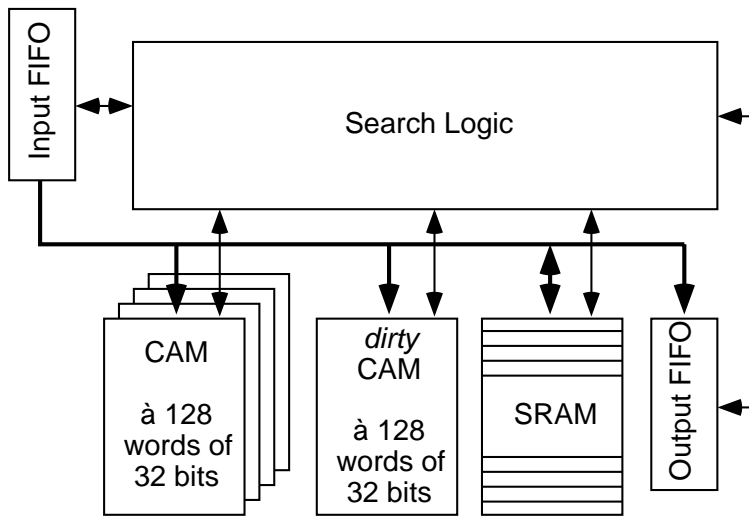 Input FIFO
Search Logic
CAM
à 128
words of
32 bits
dirty
CAM
à 128
words of
32 bits
SRAM
Output FIFO